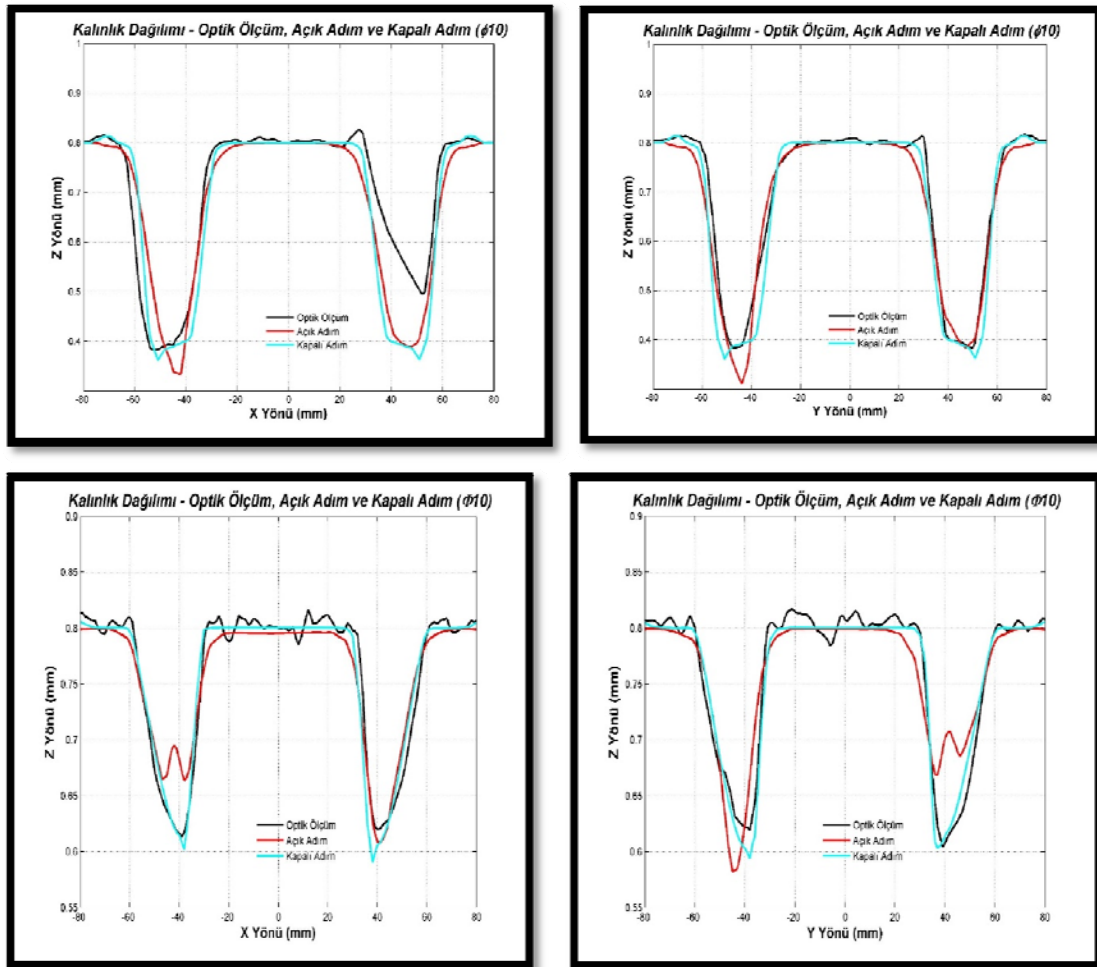 Kalınlık Dağılımı - Optik Ölçüm, Açık Adım ve Kapalı Adım (ϕ10)
1
0.9
0.8
0.7
0.6
0.5
0.4
Z Yönü (mm)
Optik Ölçüm
Açık Adım
Kapalı Adım
-80 -60 -40 -20 0 20 40 60 80
X Yönü (mm)
Kalınlık Dağılımı - Optik Ölçüm, Açık Adım ve Kapalı Adım (ϕ10)
1
0.9
0.8
0.7
0.6
0.5
0.4
Z Yönü (mm)
Optik Ölçüm
Açık Adım
Kapalı Adım
-80 -60 -40 -20 0 20 40 60 80
Y Yönü (mm)
Kalınlık Dağılımı - Optik Ölçüm, Açık Adım ve Kapalı Adım (Φ10)
0.9
0.85
0.8
0.75
0.7
0.65
0.6
0.55
Z Yönü (mm)
Optik Ölçüm
Açık Adım
Kapalı Adım
-80 -60 -40 -20 0 20 40 60 80
X Yönü (mm)
Kalınlık Dağılımı - Optik Ölçüm, Açık Adım ve Kapalı Adım (Φ10)
0.9
0.85
0.8
0.75
0.7
0.65
0.6
0.55
Z Yönü (mm)
Optik Ölçüm
Açık Adım
Kapalı Adım
-80 -60 -40 -20 0 20 40 60 80
Y Yönü (mm)